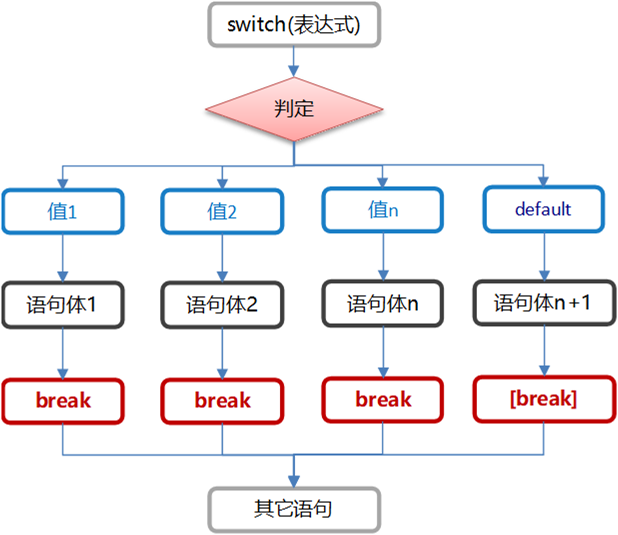 switch(表达式)
判定
值1
值2
值n
default
语句体1
语句体2
语句体n
语句体n+1
break
break
break
[break]
其它语句